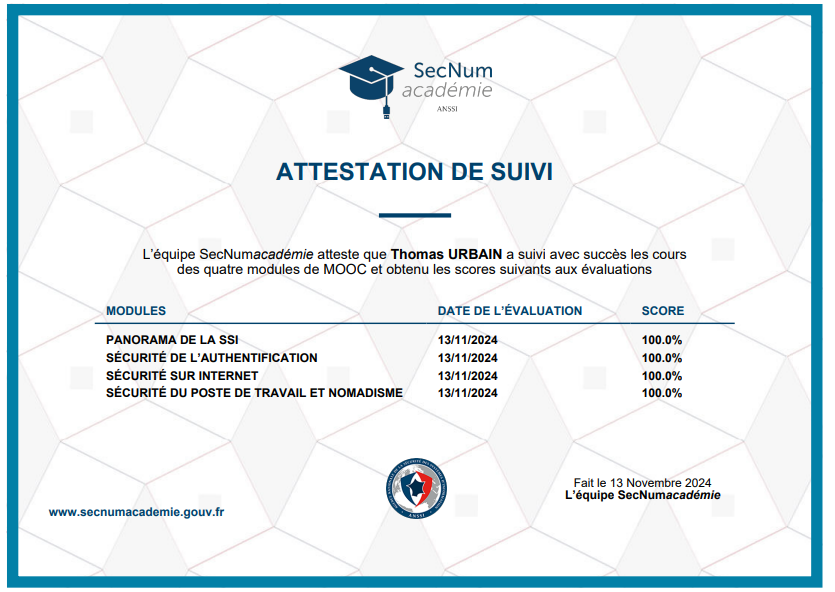 SecNum
académie
ANSSI
ATTESTATION DE SUIVI
L'équipe SecNumacadémie atteste que Thomas URBAIN a suivi avec succès les cours
des quatre modules de MOOC et obtenu les scores suivants aux évaluations
MODULES DATE DE L'ÉVALUATION SCORE
PANORAMA DE LA SSI 13/11/2024 100.0%
SÉCURITÉ DE L'AUTHENTIFICATION 13/11/2024 100.0%
SÉCURITÉ SUR INTERNET 13/11/2024 100.0%
SÉCURITÉ DU POSTE DE TRAVAIL ET NOMADISME 13/11/2024 100.0%
ANSSI
Fait le 13 Novembre 2024
L'équipe SecNumacadémie
www.secnumacademie.gouv.fr